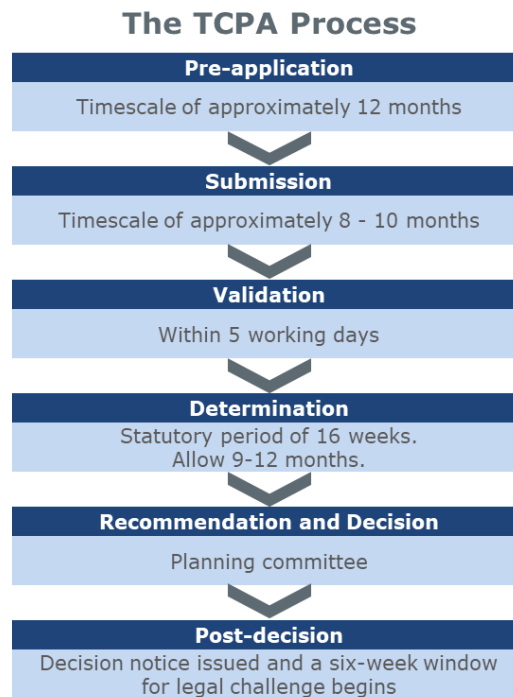 The TCPA Process
Pre-application
Timescale of approximately 12 months
Submission
Timescale of approximately 8 - 10 months
Validation
Within 5 working days
Determination
Statutory period of 16 weeks.
Allow 9-12 months.
Recommendation and Decision
Planning committee
Post-decision
Decision notice issued and a six-week window
for legal challenge begins